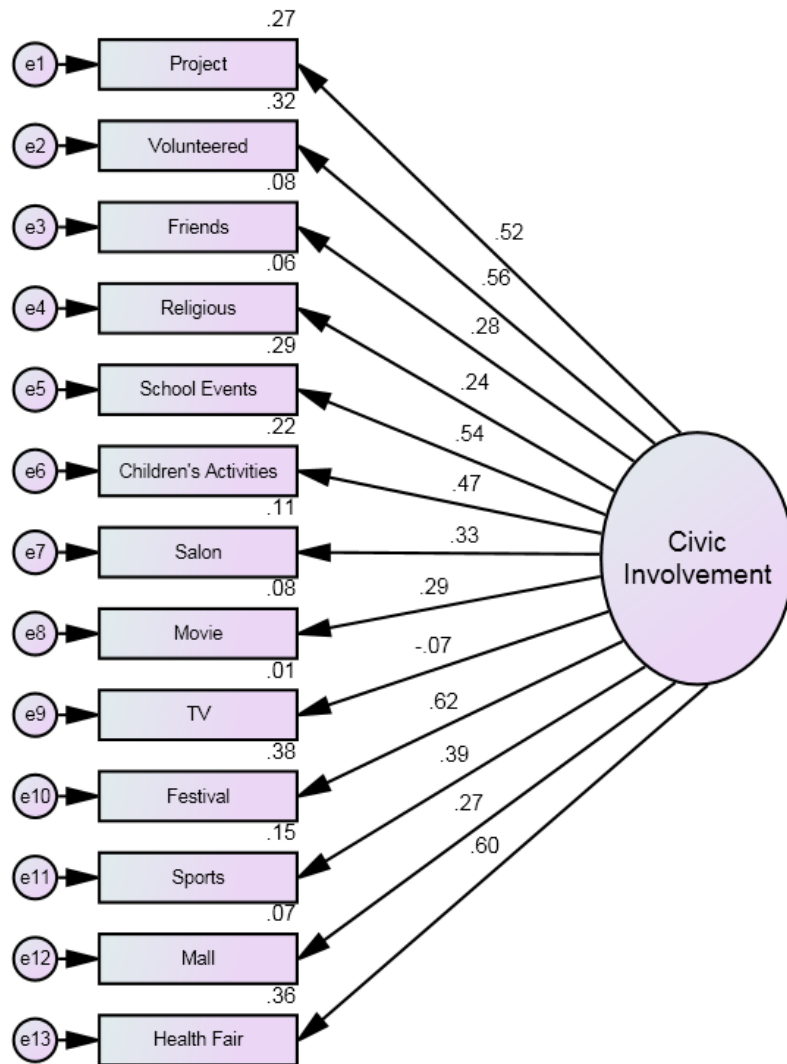 .27
e1 Project
.32
e2 Volunteered
.08
e3 Friends
.52
.06
.56
e4 Religious
.28
.29
.24
e5 School Events
.54
.22
e6 Children's Activities
.47
.11
e7 Salon
.33
Civic
Involvement
.08
.29
e8 Movie
-.07
.01
e9 TV
.62
.38
.39
e10 Festival
.27
.15
.60
e11 Sports
.07
e12 Mall
.36
e13 Health Fair